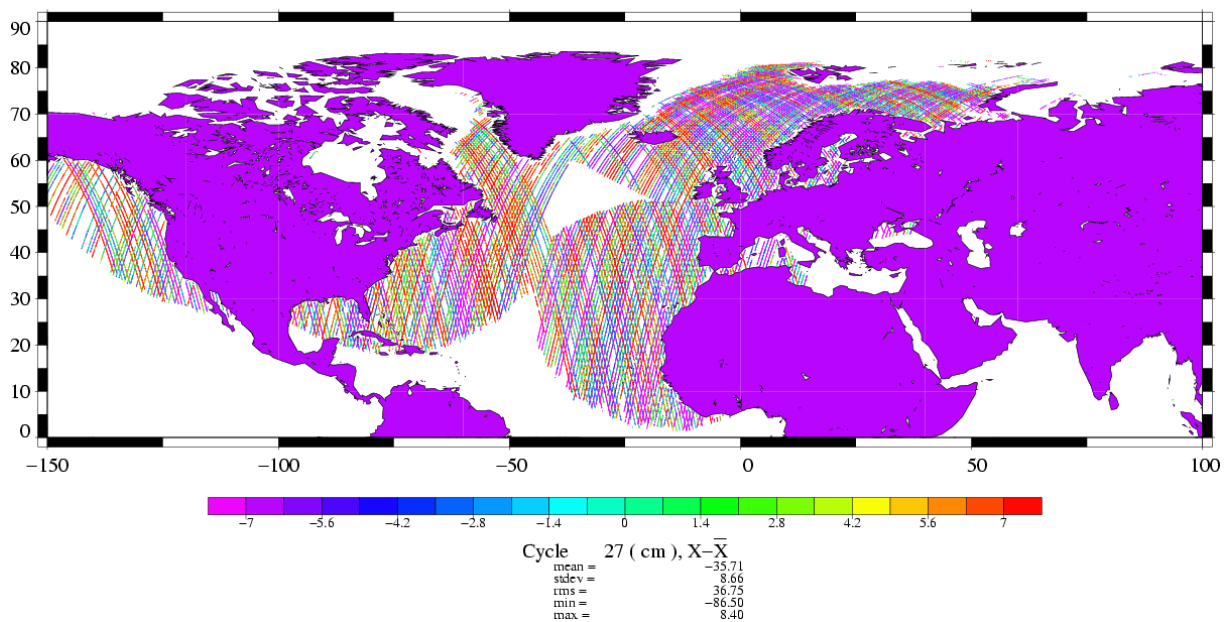 90
80
70
60
50
40
30
20
10
0
−150 −100 −50 0 50 100
−7 −5.6 −4.2 −2.8 −1.4 0 1.4 2.8 4.2 5.6 7
Cycle 27 ( cm ), X−X̅
mean = −35.71
stdev = 8.66
rms = 36.75
min = −86.50
max = 8.40